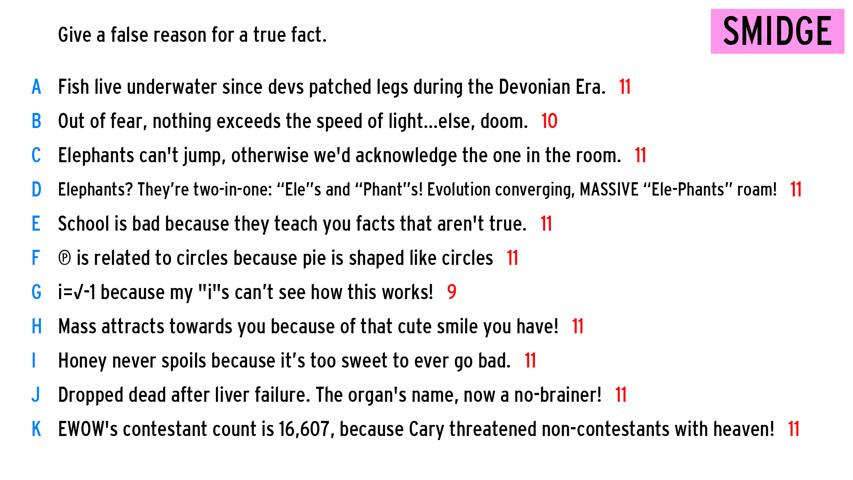 Give a false reason for a true fact.
SMIDGE
A Fish live underwater since devs patched legs during the Devonian Era. 11
B Out of fear, nothing exceeds the speed of light...else, doom. 10
C Elephants can't jump, otherwise we'd acknowledge the one in the room. 11
D Elephants? They’re two-in-one: “Ele”s and “Phant”s! Evolution converging, MASSIVE “Ele-Phants” roam! 11
E School is bad because they teach you facts that aren't true. 11
F ℗ is related to circles because pie is shaped like circles 11
G i=√-1 because my "i"s can’t see how this works! 9
H Mass attracts towards you because of that cute smile you have! 11
I Honey never spoils because it’s too sweet to ever go bad. 11
J Dropped dead after liver failure. The organ's name, now a no-brainer! 11
K EWOW's contestant count is 16,607, because Cary threatened non-contestants with heaven! 11